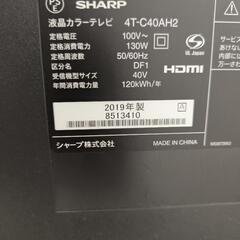 SHARP
液晶カラーテレビ 4T-C40AH2
定格電圧：100V〜
定格消費電力：130W
定格周波数：50/60Hz
区分名：DF1
受信機型サイズ：40V
年間消費電力量：120kWh/年
UL Japan
HDMI
2019年製
8513410
シャープ株式会社
MADE IN CHINA